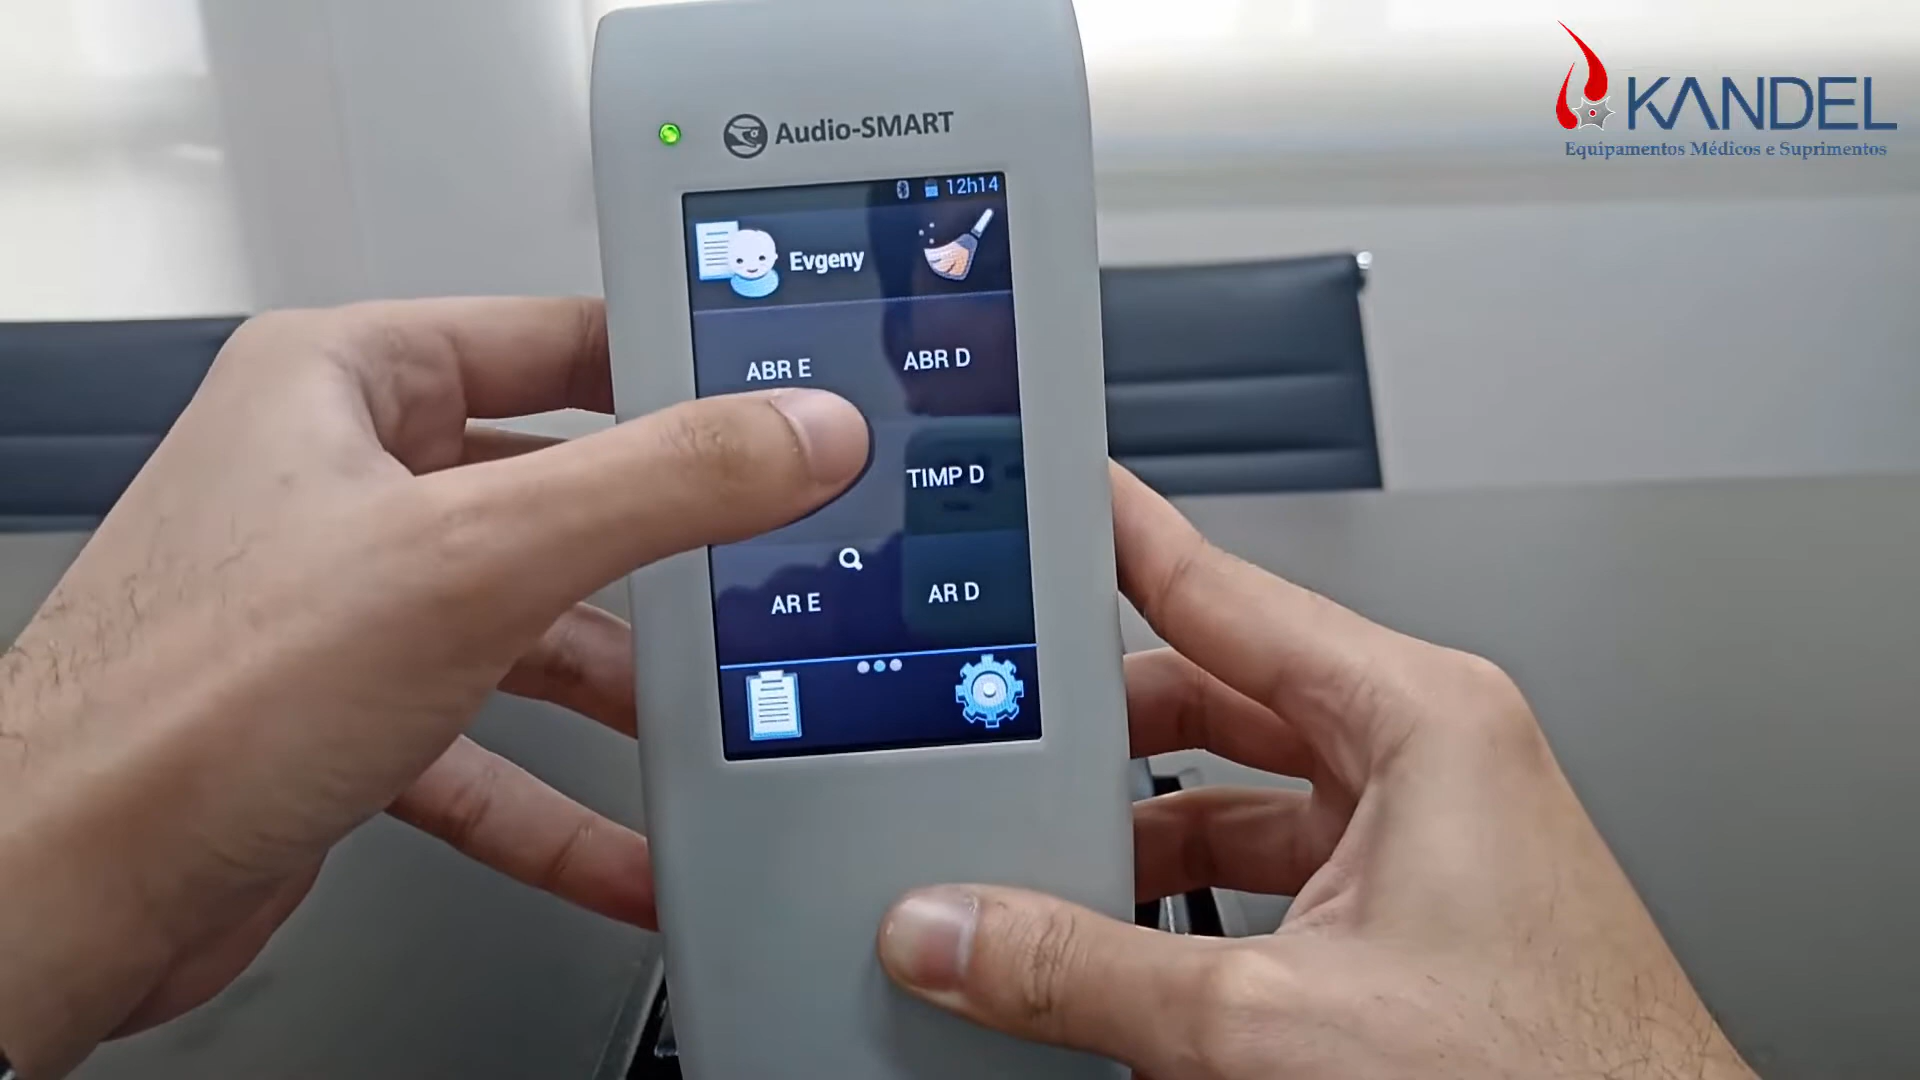 KANDEL
Equipamentos Médicos e Suprimentos
Audio-SMART
12h14
Evgeny
ABR E
ABR D
TIMP D
AR E
AR D